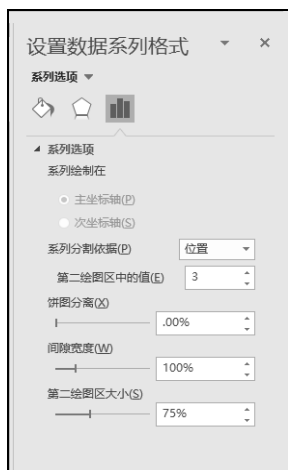 设置数据系列格式
系列选项
系列选项
系列绘制在
主坐标轴(P)
次坐标轴(S)
系列分割依据(P) 位置
第二绘图区中的值(E) 3
饼图分离(X)
.00%
间隙宽度(W)
100%
第二绘图区大小(S)
75%